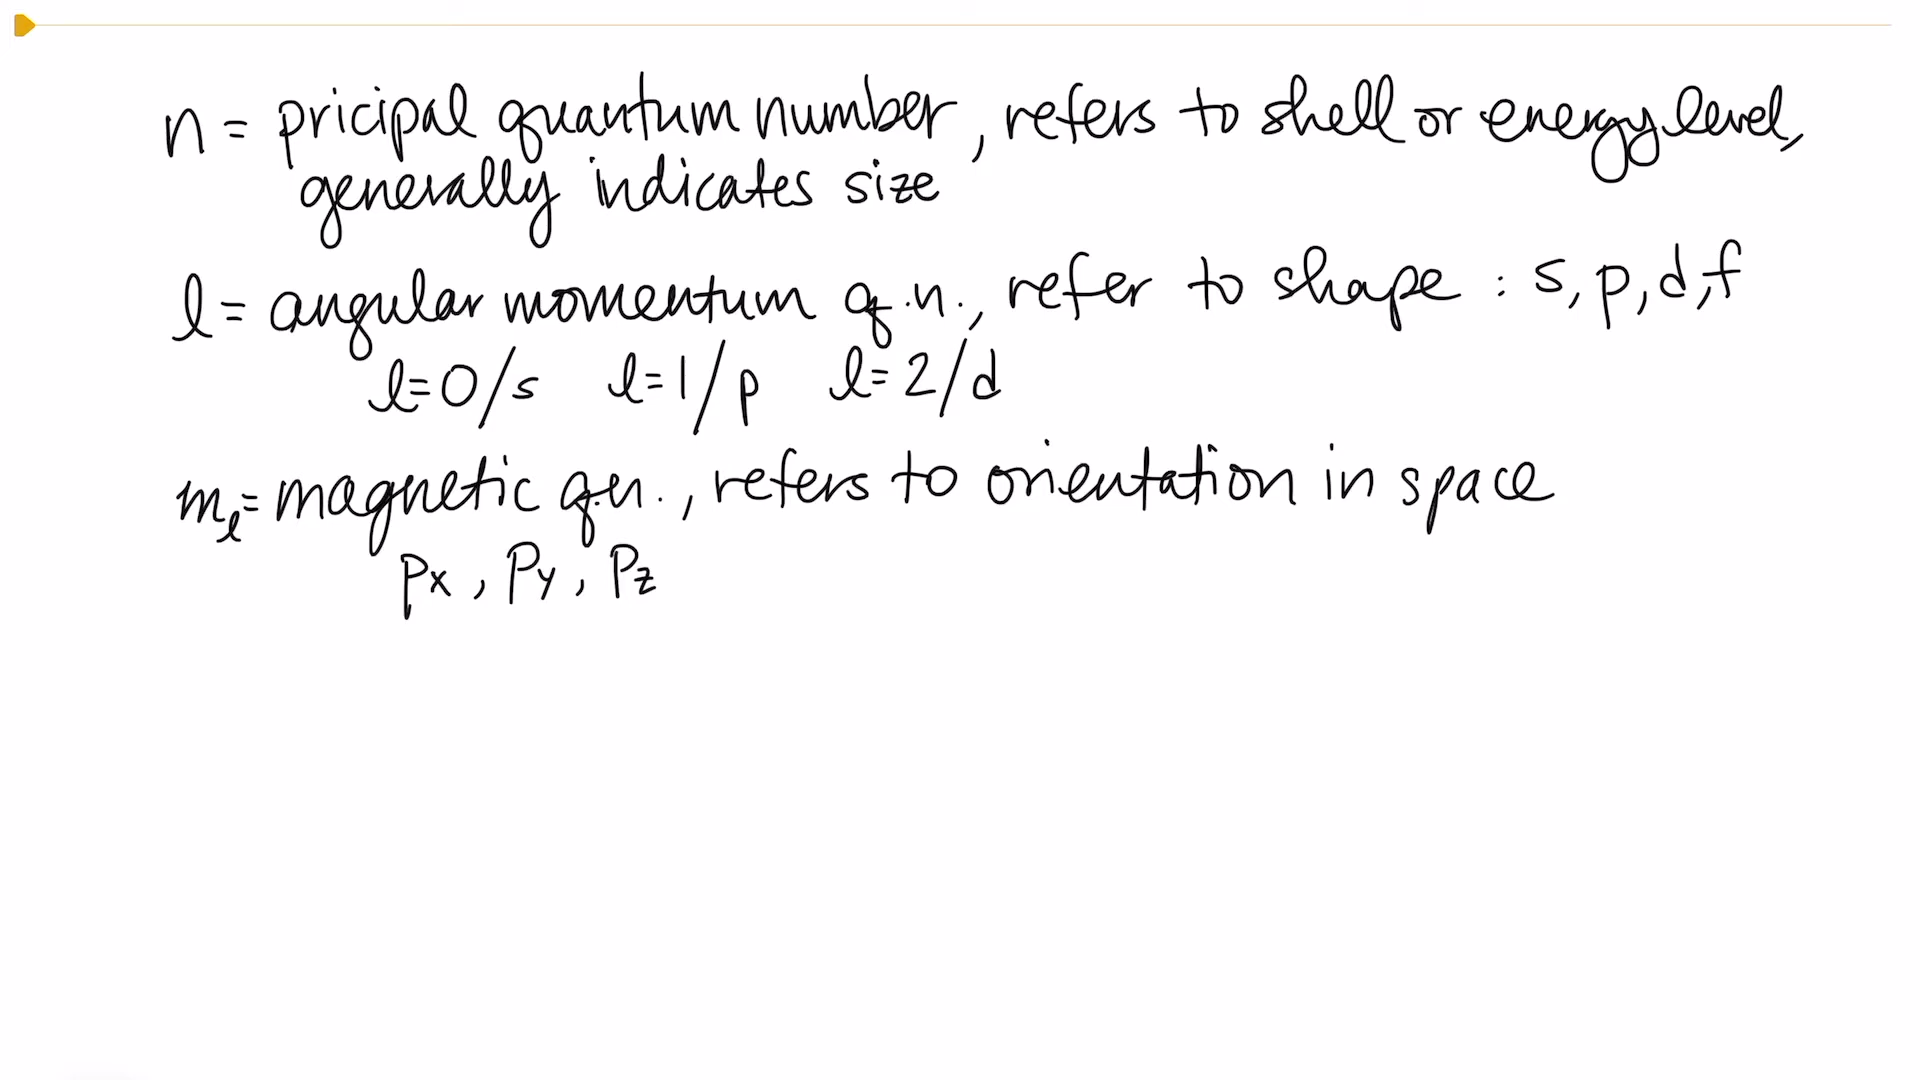 n = pricipal quantum number, refers to shell or energy level,
generally indicates size
l = angular momentum q.n., refer to shape : s, p, d, f
l=0/s l=1/p l=2/d
mₗ = magnetic q.n., refers to orientation in space
px, py, pz